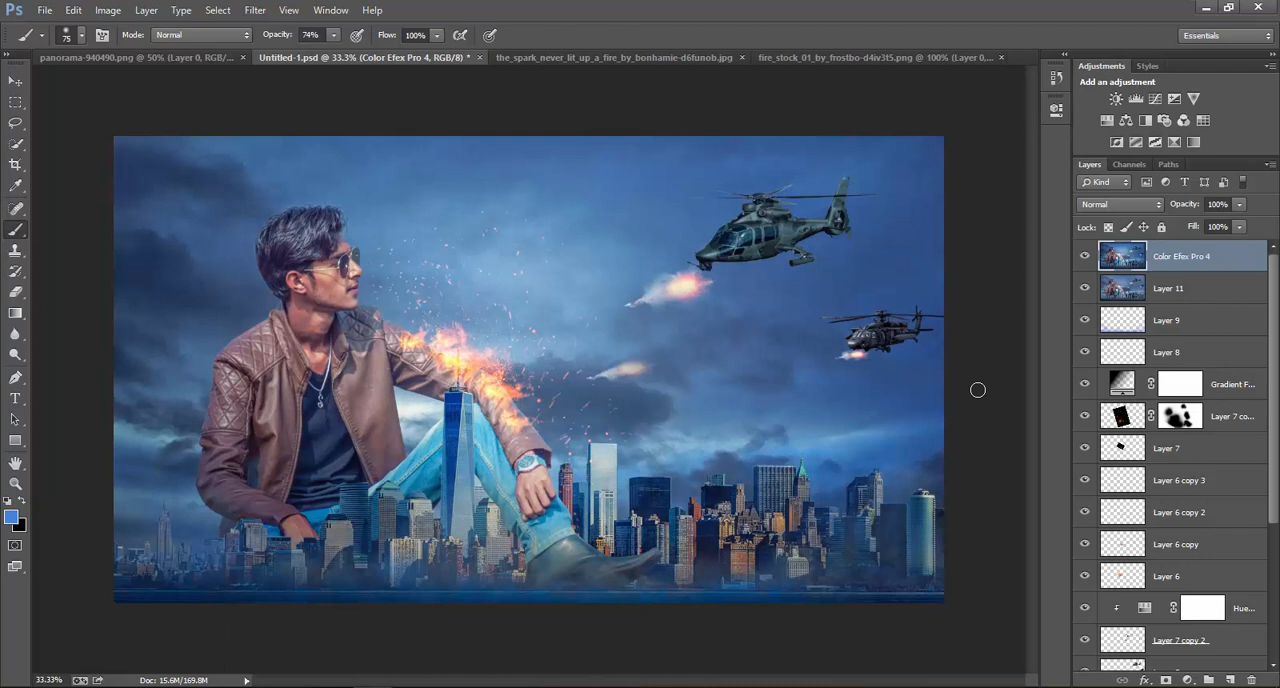 Ps File Edit Image Layer Type Select Filter View Window Help
75 Mode: Normal Opacity: 74% Flow: 100% Essentials
panorama-940490.png @ 50% (Layer 0, RGB/... × Untitled-1.psd @ 33.3% (Color Efex Pro 4, RGB/8) * × the_spark_never_lit_up_a_fire_by_bonhamie-d6funob.jpg × fire_stock_01_by_frostbo-d4iv3t5.png @ 100% (Layer 0,... ×
Adjustments Styles
Add an adjustment
Layers Channels Paths
Kind
Normal Opacity: 100%
Lock: Fill: 100%
Color Efex Pro 4
Layer 11
Layer 9
Layer 8
Gradient F...
Layer 7 co...
Layer 7
Layer 6 copy 3
Layer 6 copy 2
Layer 6 copy
Layer 6
Hue...
Layer 7 copy 2
33.33% Doc: 15.6M/169.8M